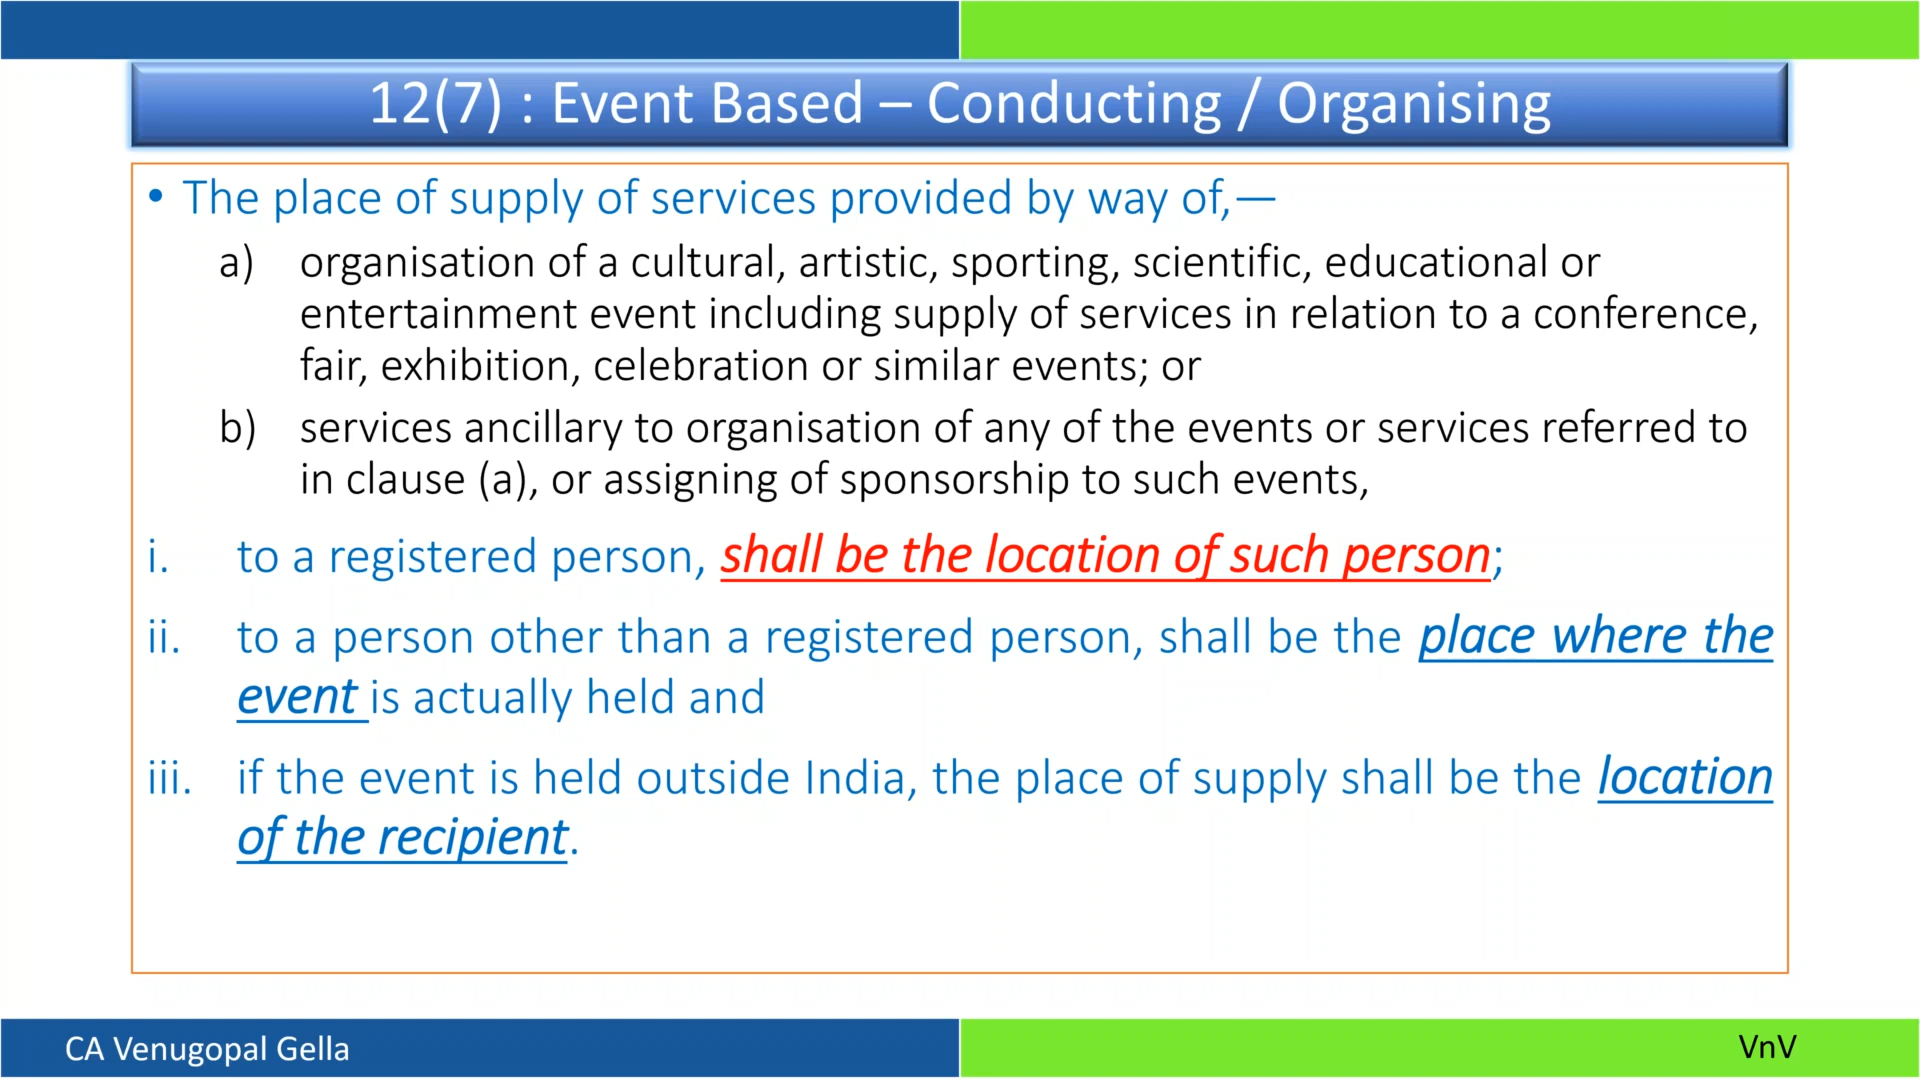 12(7) : Event Based – Conducting / Organising
• The place of supply of services provided by way of,—
a) organisation of a cultural, artistic, sporting, scientific, educational or
entertainment event including supply of services in relation to a conference,
fair, exhibition, celebration or similar events; or
b) services ancillary to organisation of any of the events or services referred to
in clause (a), or assigning of sponsorship to such events,
i. to a registered person, shall be the location of such person;
ii. to a person other than a registered person, shall be the place where the
event is actually held and
iii. if the event is held outside India, the place of supply shall be the location
of the recipient.
CA Venugopal Gella
VnV